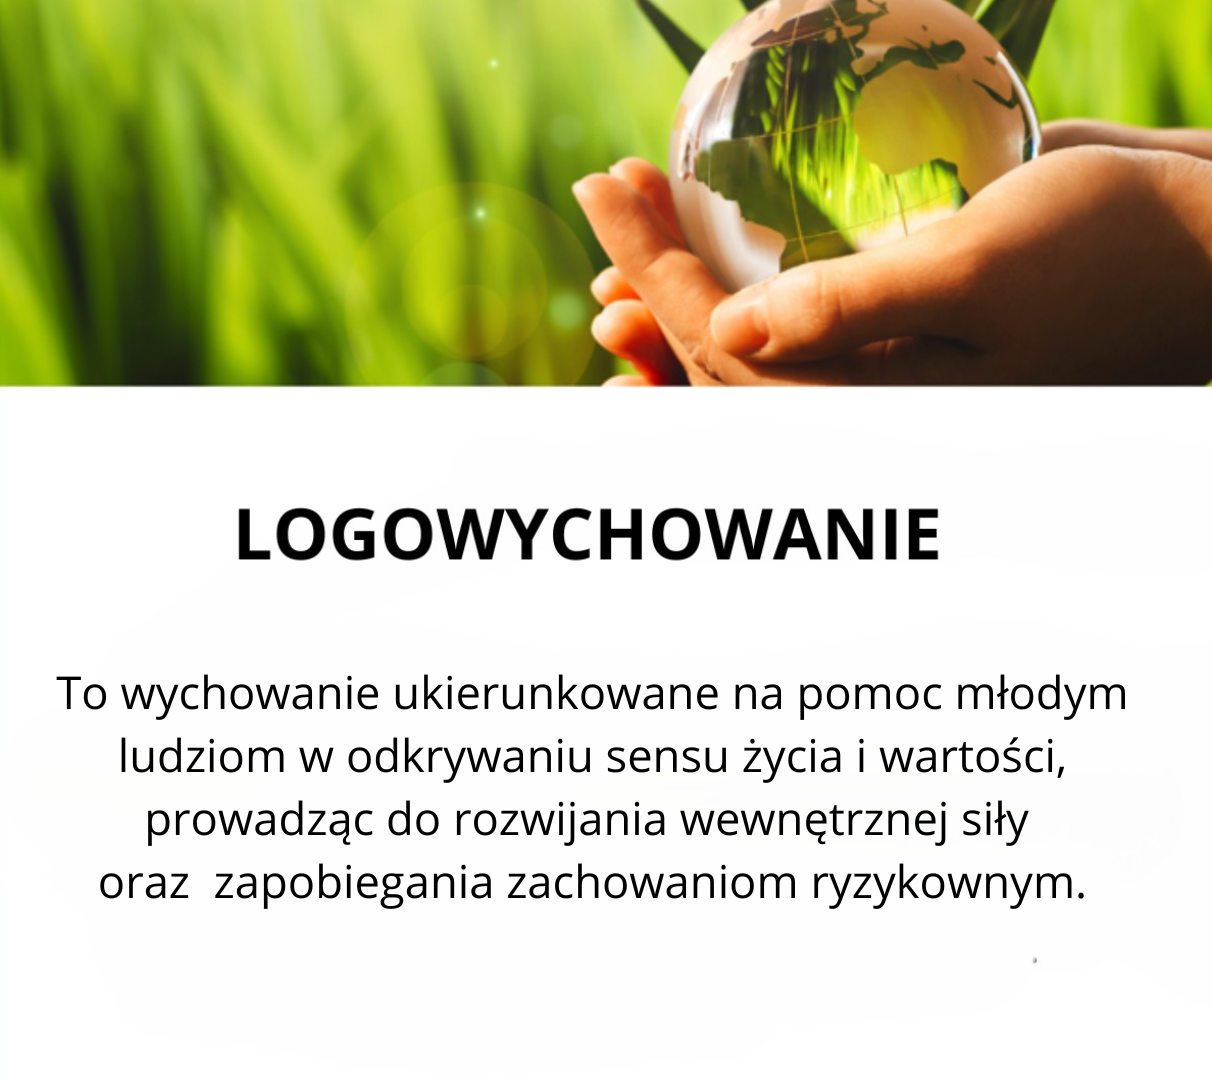 LOGOWYCHOWANIE
To wychowanie ukierunkowane na pomoc młodym
ludziom w odkrywaniu sensu życia i wartości,
prowadząc do rozwijania wewnętrznej siły
oraz  zapobiegania zachowaniom ryzykownym.